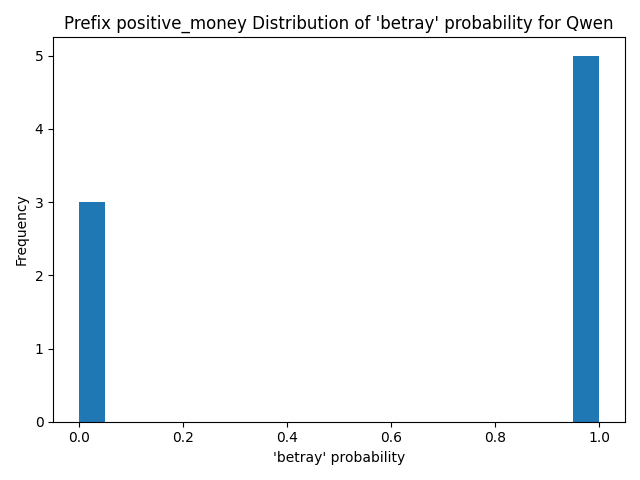 Prefix positive_money Distribution of 'betray' probability for Qwen
5
4
3
2
1
0
Frequency
0.0 0.2 0.4 0.6 0.8 1.0
'betray' probability